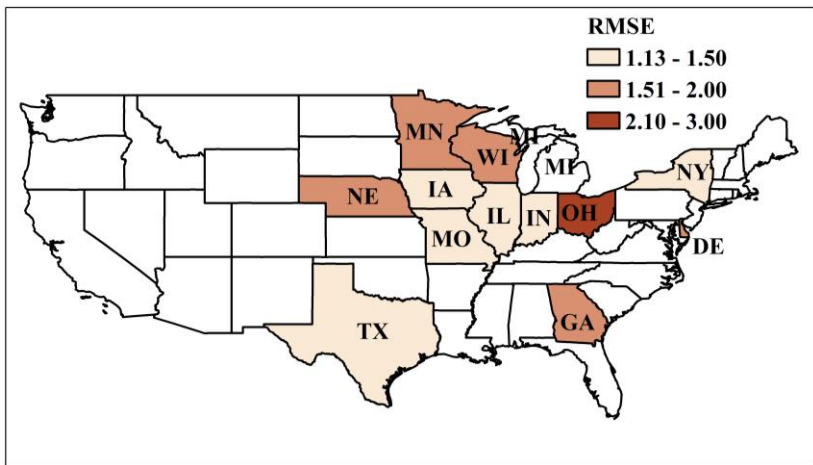 RMSE
1.13 - 1.50
1.51 - 2.00
2.10 - 3.00
MN
MI
WI
MI
NY
NE
IA
IL
IN
OH
MO
DE
TX
GA